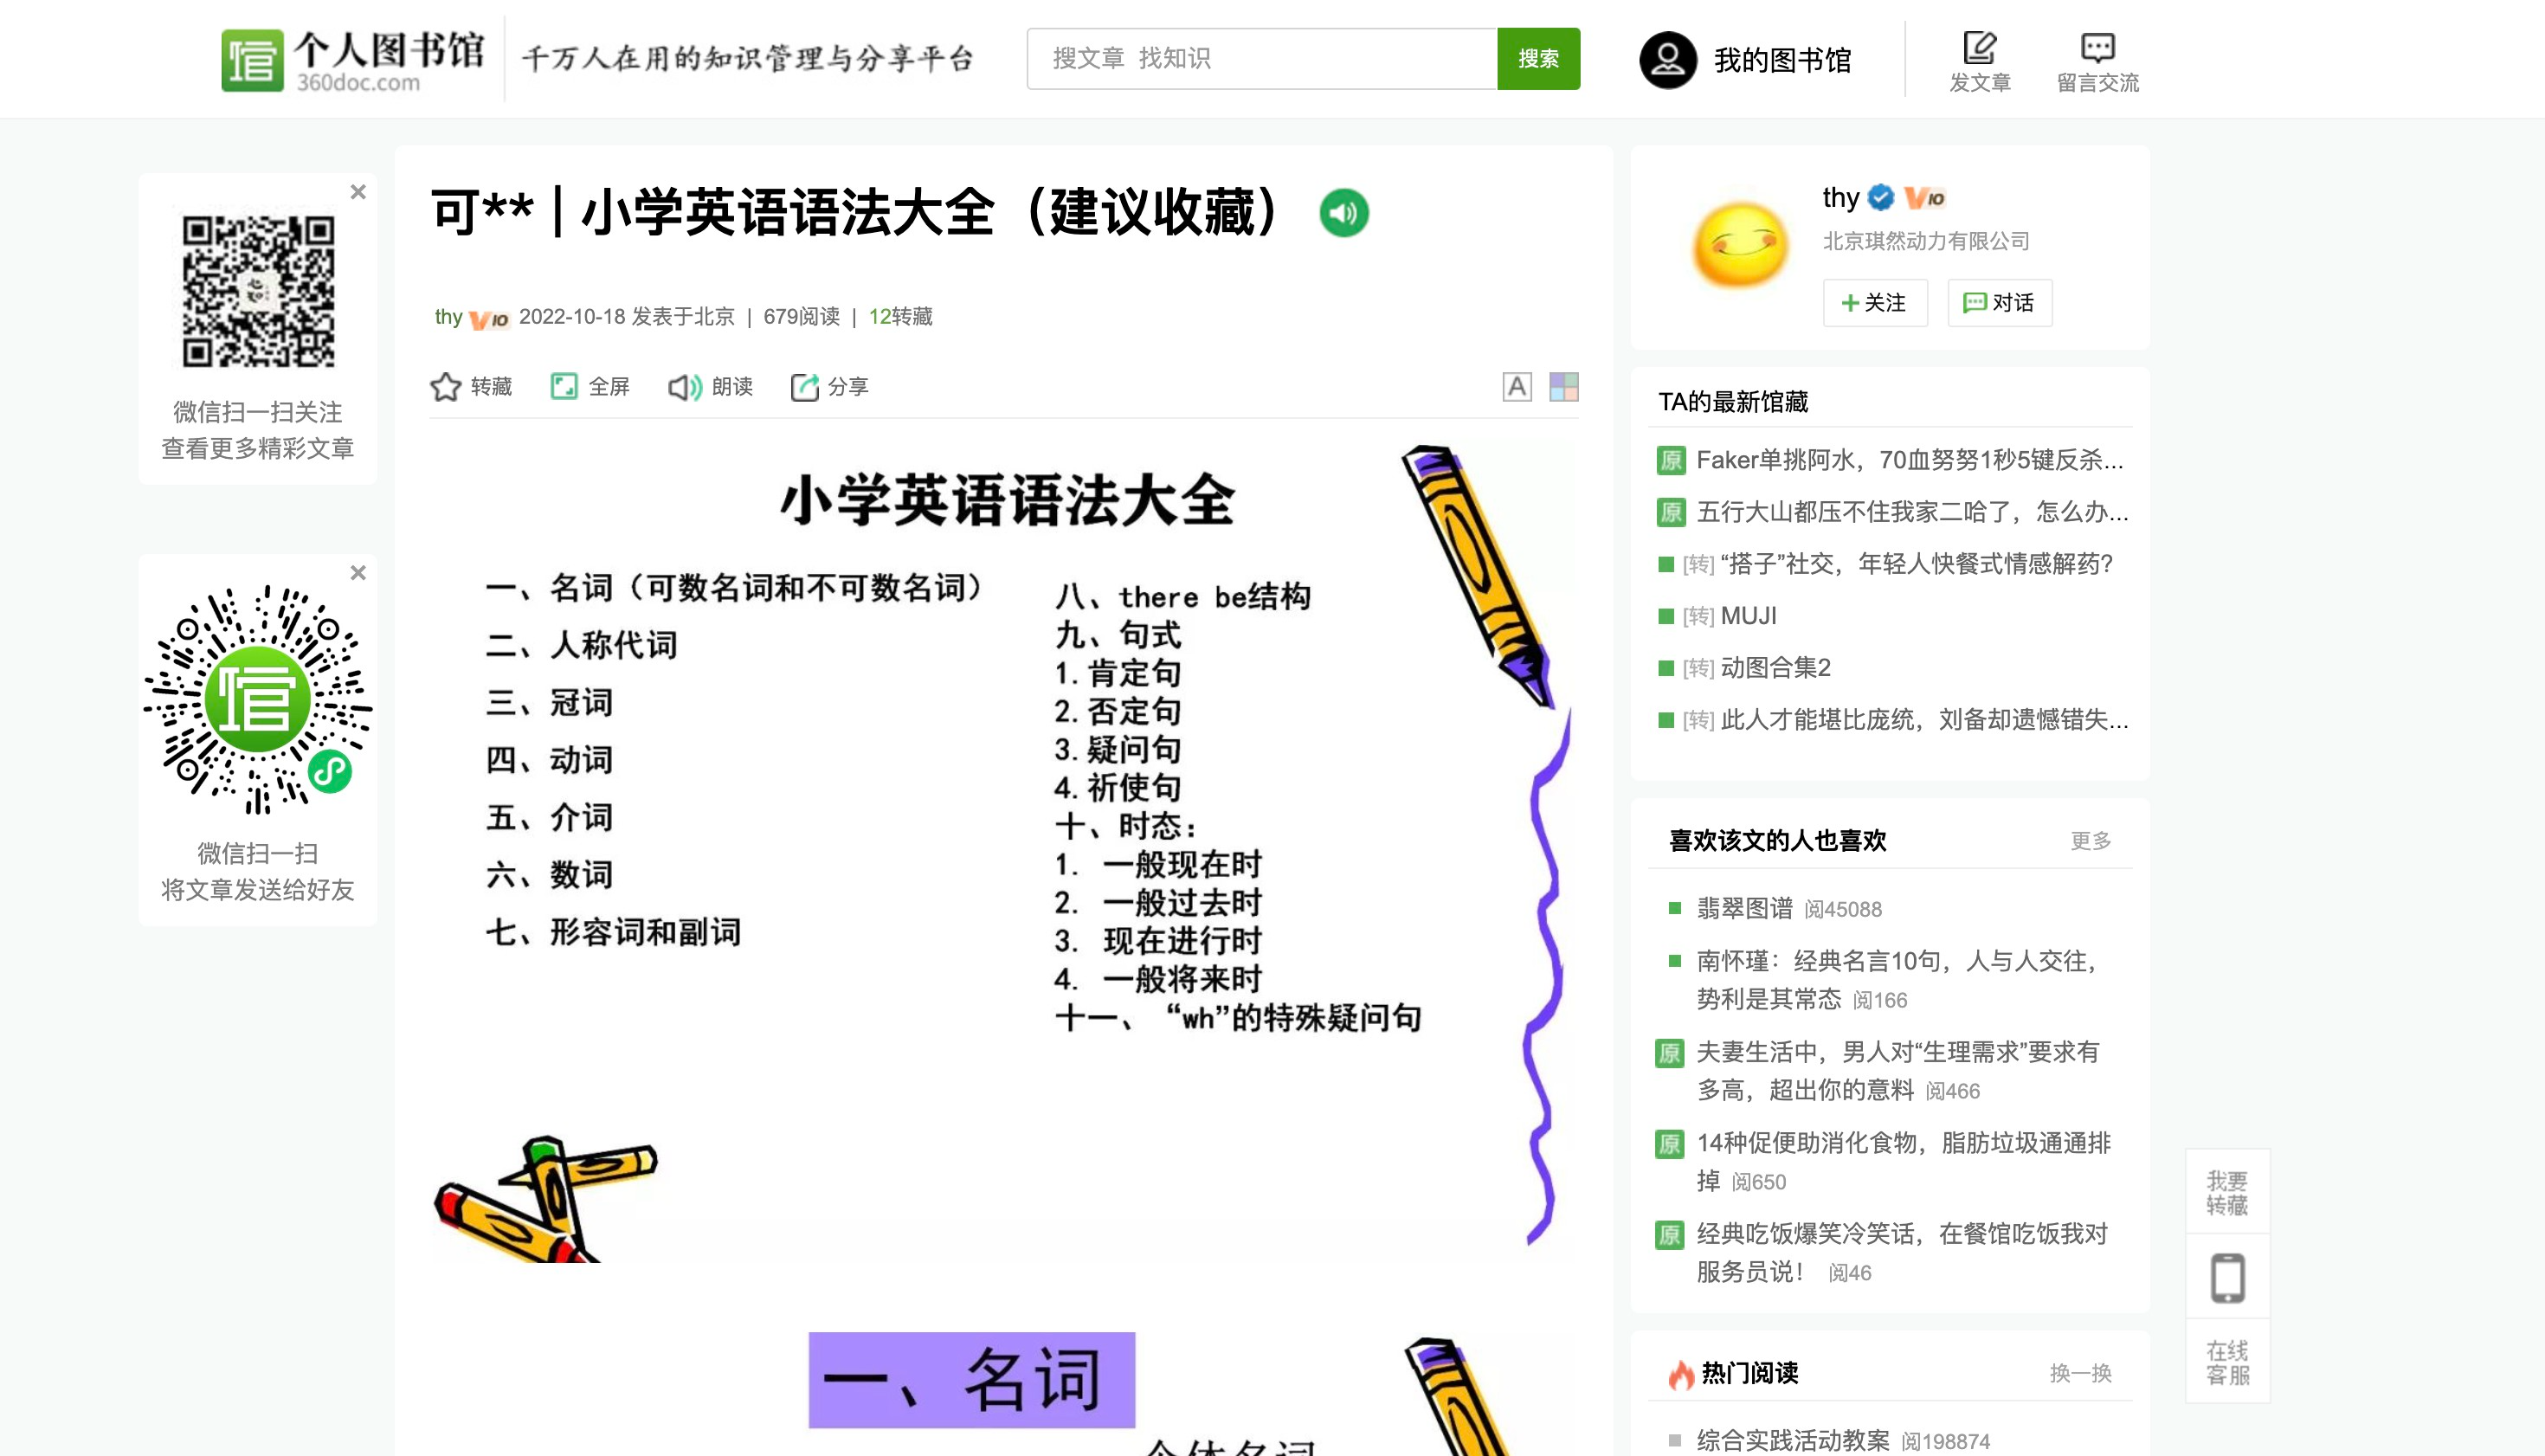 个人图书馆
360doc.com
千万人在用的知识管理与分享平台
搜文章 找知识
搜索
我的图书馆
发文章
留言交流
微信扫一扫关注
查看更多精彩文章
微信扫一扫
将文章发送给好友
可** | 小学英语语法大全（建议收藏）
thy V10 2022-10-18 发表于北京 | 679阅读 | 12转藏
转藏 全屏 朗读 分享
A
小学英语语法大全
一、名词（可数名词和不可数名词）
二、人称代词
三、冠词
四、动词
五、介词
六、数词
七、形容词和副词
八、there be结构
九、句式
1.肯定句
2.否定句
3.疑问句
4.祈使句
十、时态：
1. 一般现在时
2. 一般过去时
3. 现在进行时
4. 一般将来时
十一、“wh”的特殊疑问句
一、名词
thy V10
北京琪然动力有限公司
+关注
对话
TA的最新馆藏
原 Faker单挑阿水，70血努努1秒5键反杀...
原 五行大山都压不住我家二哈了，怎么办...
[转] “搭子”社交，年轻人快餐式情感解药?
[转] MUJI
[转] 动图合集2
[转] 此人才能堪比庞统，刘备却遗憾错失...
喜欢该文的人也喜欢 更多
翡翠图谱 阅45088
南怀瑾：经典名言10句，人与人交往，
势利是其常态 阅166
原 夫妻生活中，男人对“生理需求”要求有
多高，超出你的意料 阅466
原 14种促便助消化食物，脂肪垃圾通通排
掉 阅650
原 经典吃饭爆笑冷笑话，在餐馆吃饭我对
服务员说！ 阅46
热门阅读 换一换
综合实践活动教案 阅198874
我要
转藏
在线
客服